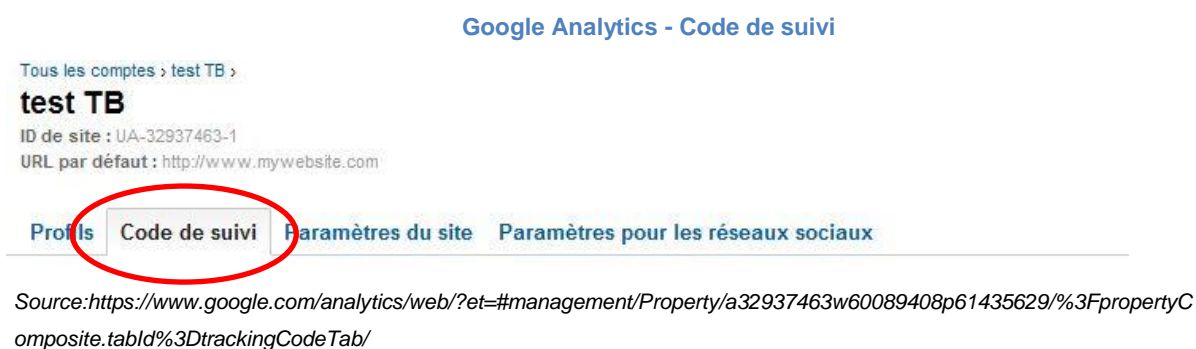 Google Analytics - Code de suivi
Tous les comptes › test TB ›
test TB
ID de site : UA-32937463-1
URL par défaut : http://www.mywebsite.com
Profils Code de suivi Paramètres du site Paramètres pour les réseaux sociaux
Source:https://www.google.com/analytics/web/?et=#management/Property/a32937463w60089408p61435629/%3FpropertyC
omposite.tabId%3DtrackingCodeTab/